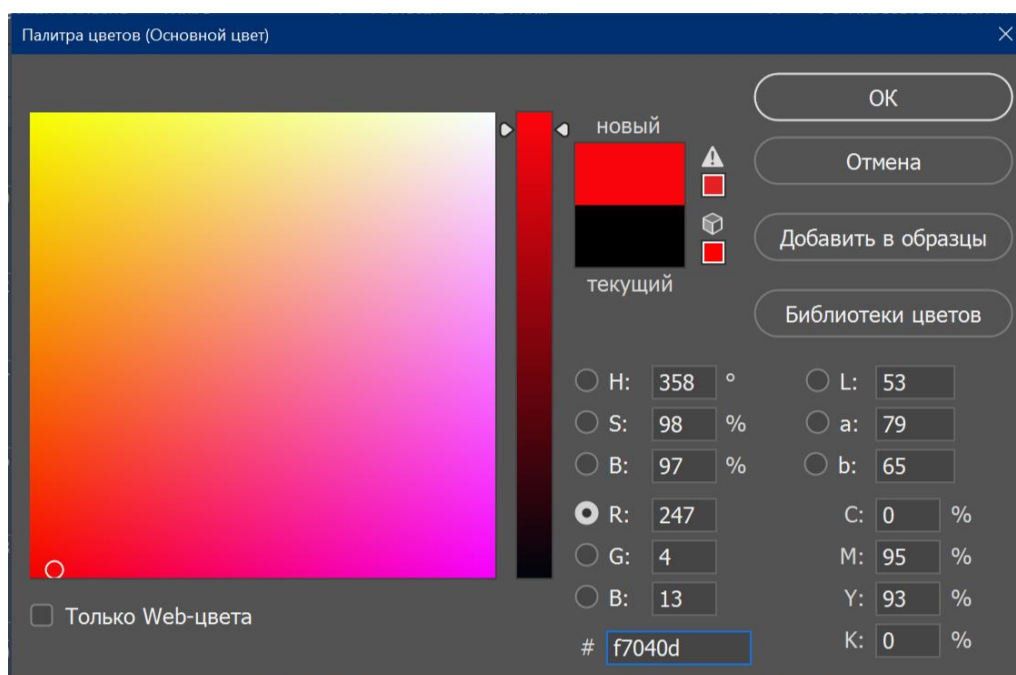 Палитра цветов (Основной цвет)
новый
текущий
ОК
Отмена
Добавить в образцы
Библиотеки цветов
H: 358 °
S: 98 %
B: 97 %
R: 247
G: 4
B: 13
# f7040d
L: 53
a: 79
b: 65
C: 0 %
M: 95 %
Y: 93 %
K: 0 %
Только Web-цвета